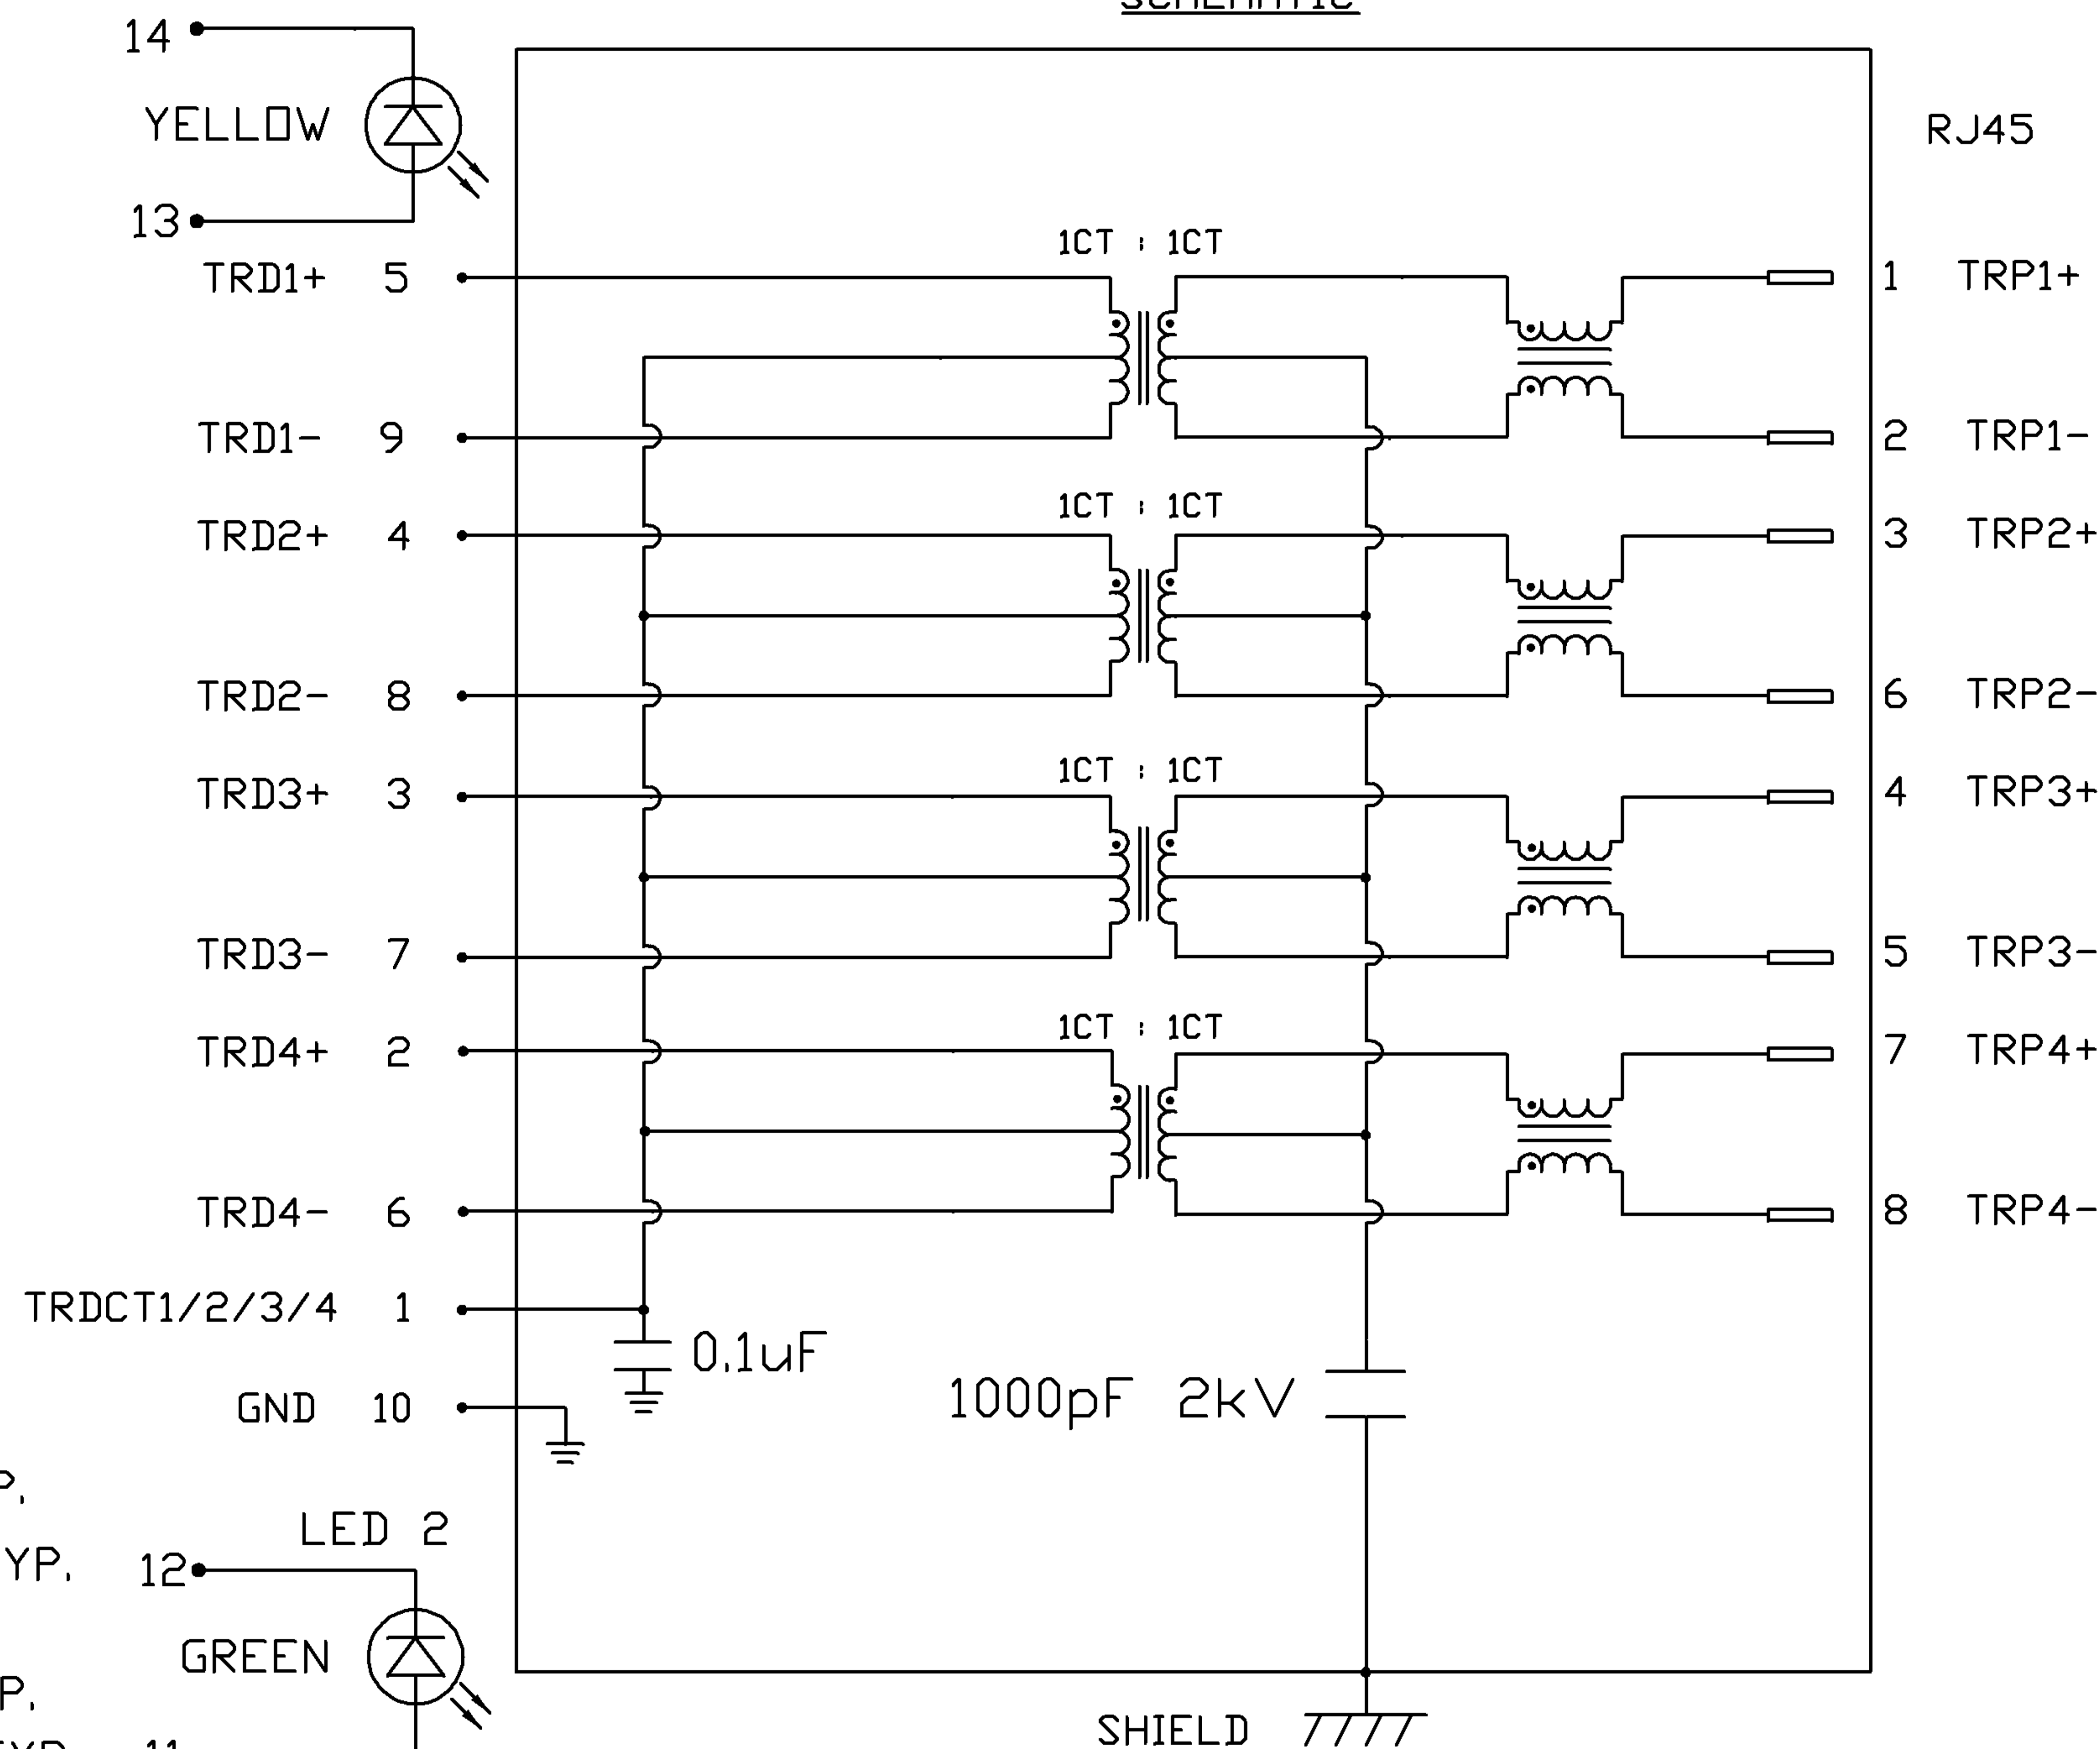 SCHEMATIC
14
YELLOW
RJ45
13
1CT : 1CT
TRD1+ 5
1 TRP1+
TRD1- 9
2 TRP1-
1CT : 1CT
TRD2+ 4
3 TRP2+
TRD2- 8
6 TRP2-
1CT : 1CT
TRD3+ 3
4 TRP3+
TRD3- 7
5 TRP3-
1CT : 1CT
TRD4+ 2
7 TRP4+
TRD4- 6
8 TRP4-
TRDCT1/2/3/4 1
0.1uF
1000pF 2kV
GND 10
P.
LED 2
YP.
12
GREEN
P.
SHIELD
11